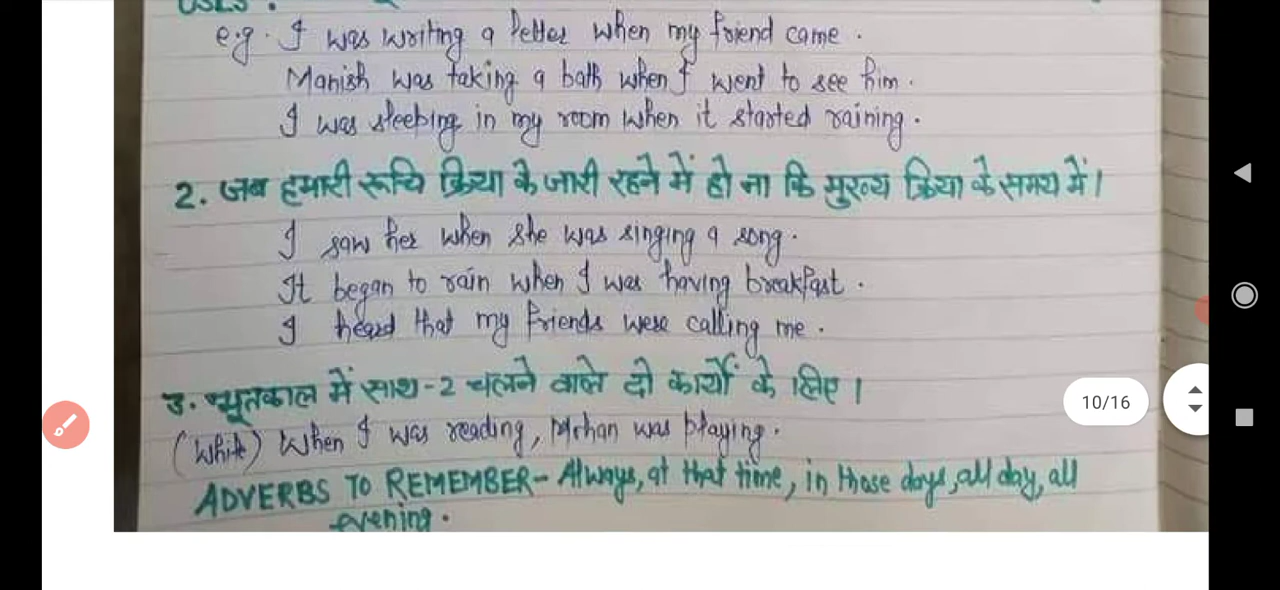 USES :
e.g. I was writing a letter when my friend came.
Manish was taking a bath when I went to see him.
I was sleeping in my room when it started raining.
2. जब हमारी रूचि क्रिया के जारी रहने में हो ना कि मुख्य क्रिया के समय में।
I saw her when she was singing a song.
It began to rain when I was having breakfast.
I heard that my friends were calling me.
3. भूतकाल में साथ-2 चलने वाले दो कार्यों के लिए।
(While) When I was reading, Mohan was playing.
10/16
ADVERBS TO REMEMBER- Always, at that time, in those days, all day, all
evening.